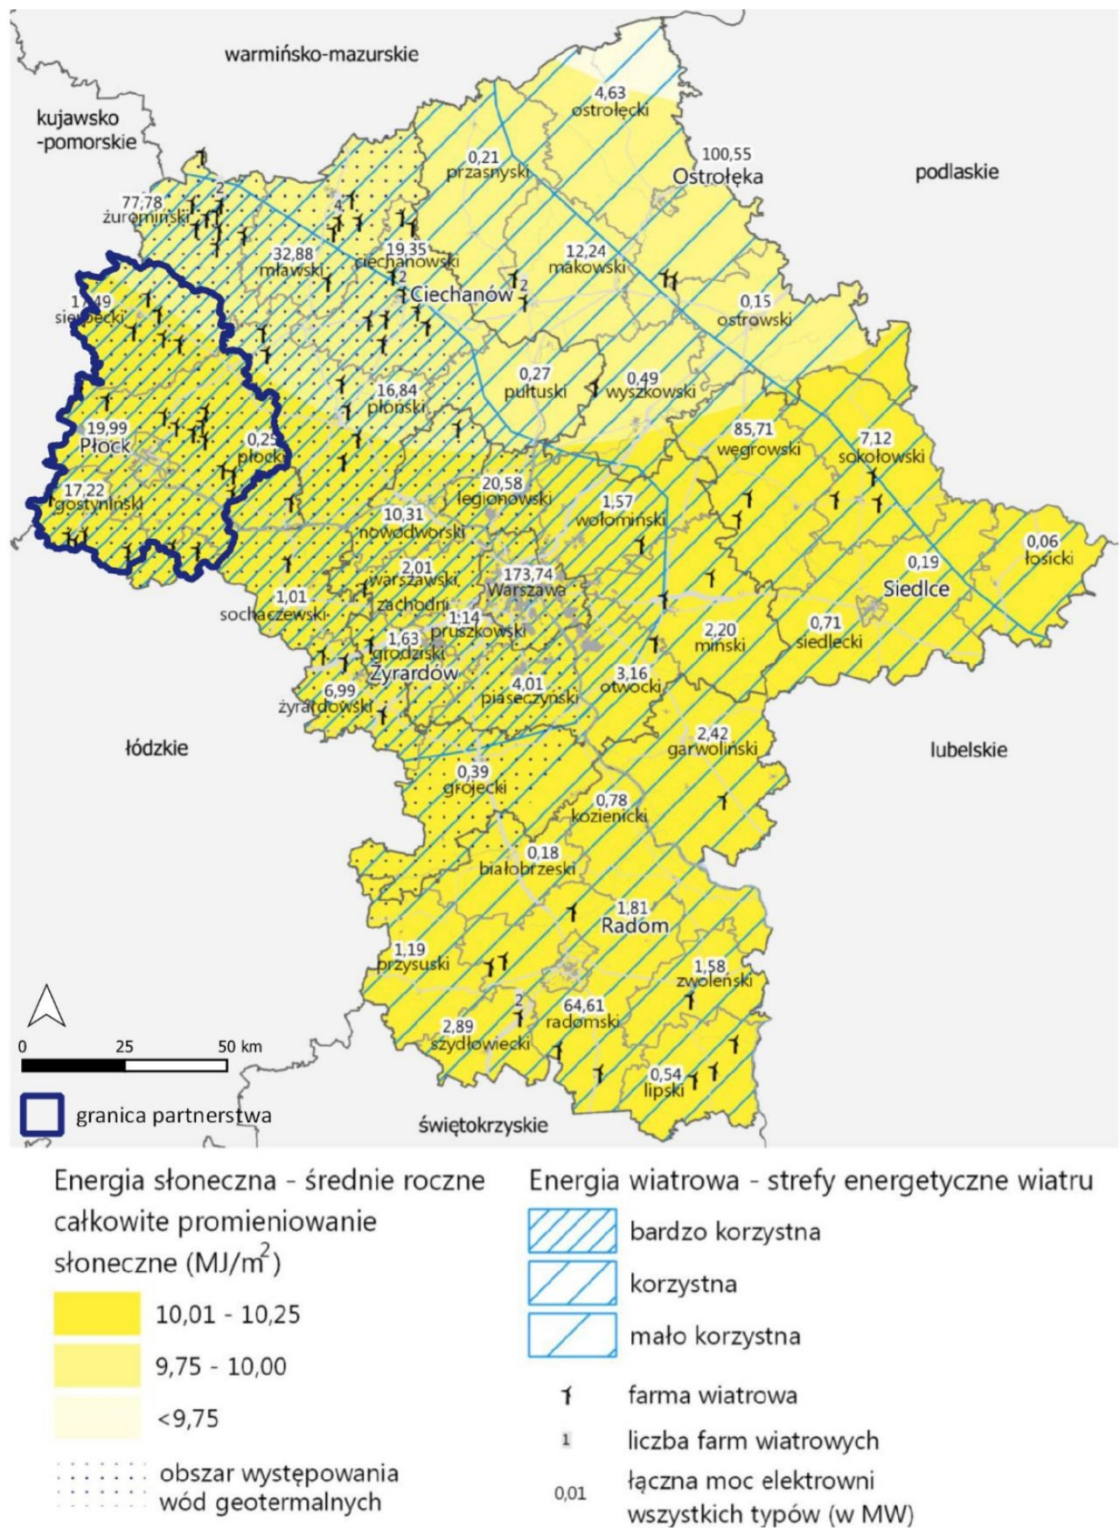 warmińsko-mazurskie
kujawsko
-pomorskie
podlaskie
4,63
ostrołęcki
0,21
przasnyski
100,55
Ostrołęka
77,78
żuromiński
2
4
32,88
mławski
19,35
ciechanowski
2
Ciechanów
2
12,24
makowski
0,15
ostrowski
sierpecki
0,27
pułtuski
0,49
wyszkowski
16,84
płoński
85,71
węgrowski
7,12
sokołowski
19,99
Płock
0,25
płocki
17,22
gostyniński
20,58
legionowski
10,31
nowodworski
1,57
wołomiński
0,06
łosicki
0,19
Siedlce
2,01
warszawski
zachodni
173,74
Warszawa
1,01
sochaczewski
1,14
pruszkowski
1,63
grodziski
Żyrardów
2,20
miński
0,71
siedlecki
6,99
żyrardowski
4,01
piaseczyński
3,16
otwocki
2,42
garwoliński
łódzkie
lubelskie
0,39
grójecki
0,78
kozienicki
0,18
białobrzeski
1,81
Radom
1,19
przysuski
1,58
zwoleński
2
64,61
radomski
2,89
szydłowiecki
0,54
lipski
świętokrzyskie
0 25 50 km
granica partnerstwa
Energia słoneczna - średnie roczne
całkowite promieniowanie
słoneczne (MJ/m²)
10,01 - 10,25
9,75 - 10,00
<9,75
obszar występowania
wód geotermalnych
Energia wiatrowa - strefy energetyczne wiatru
bardzo korzystna
korzystna
mało korzystna
farma wiatrowa
1
liczba farm wiatrowych
0,01
łączna moc elektrowni
wszystkich typów (w MW)